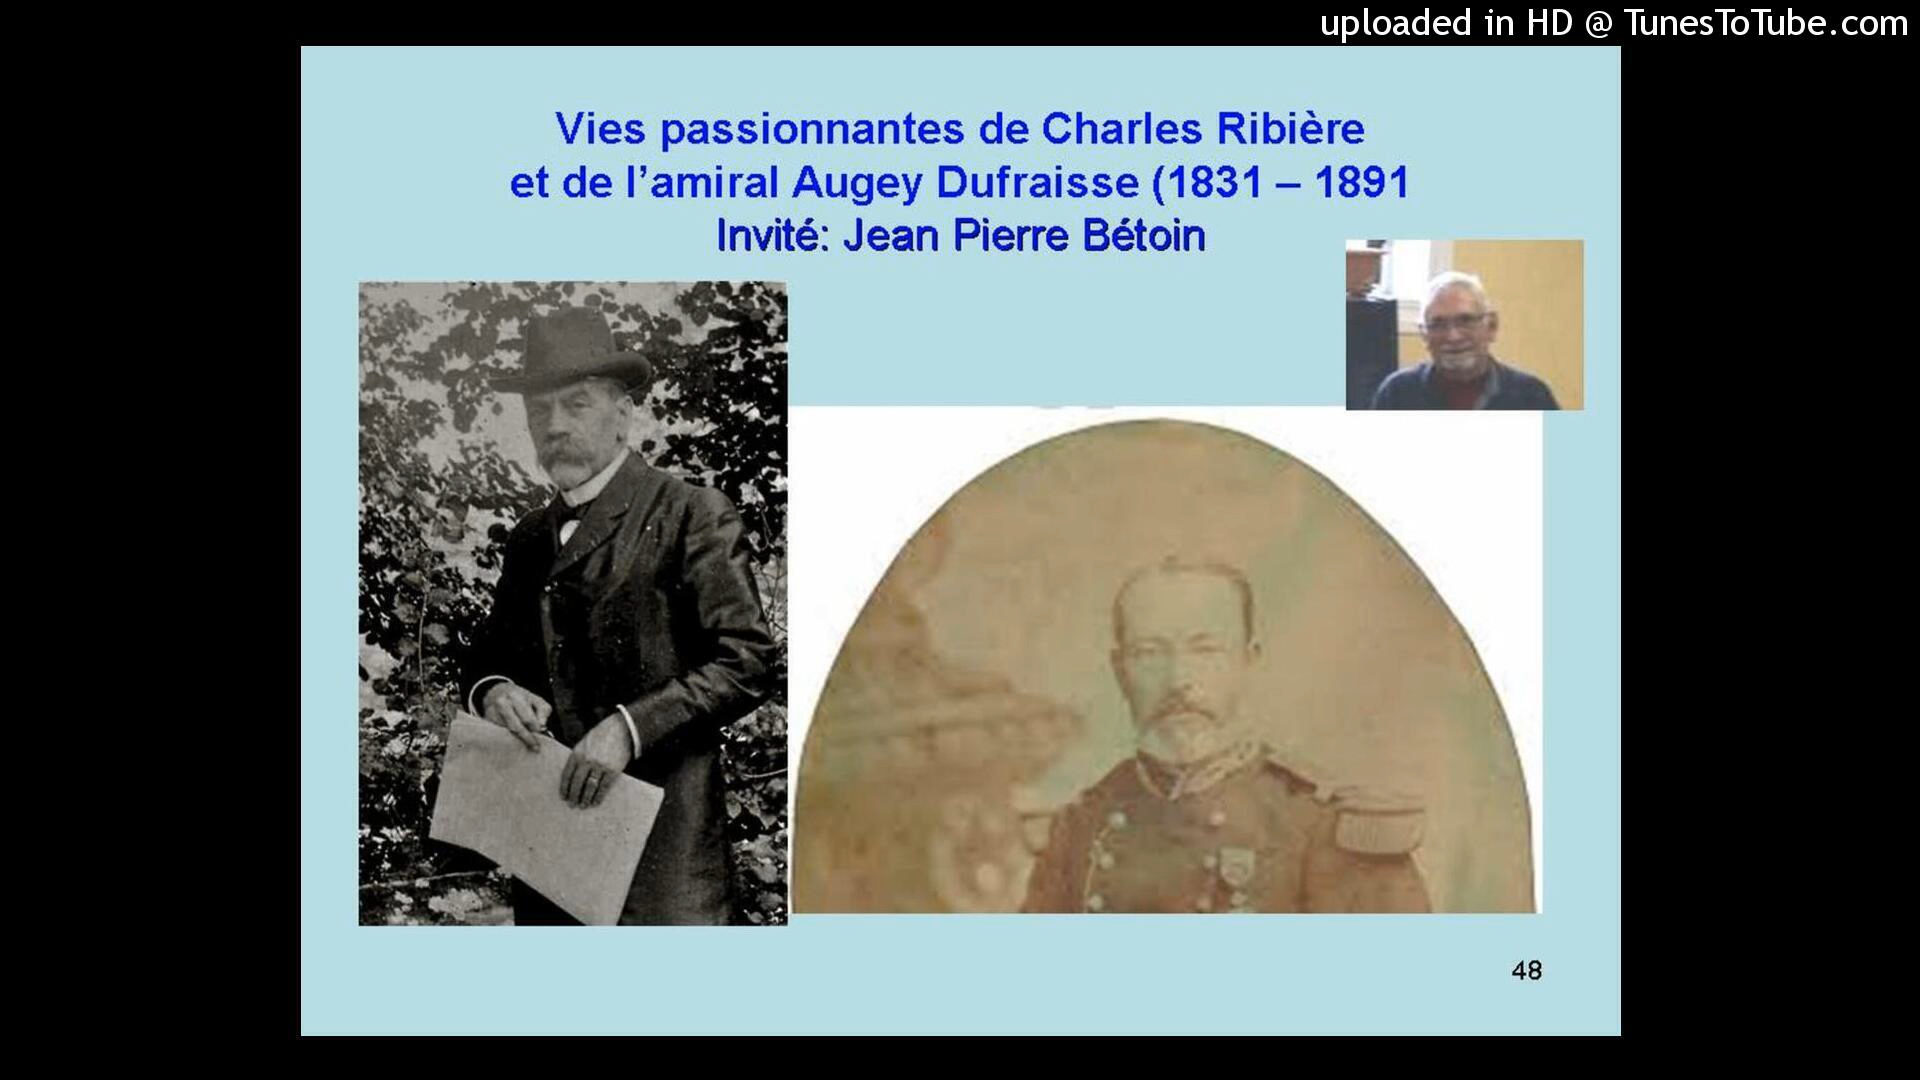 uploaded in HD @ TunesToTube.com
Vies passionnantes de Charles Ribière
et de l’amiral Augey Dufraisse (1831 – 1891
Invité: Jean Pierre Bétoin
48